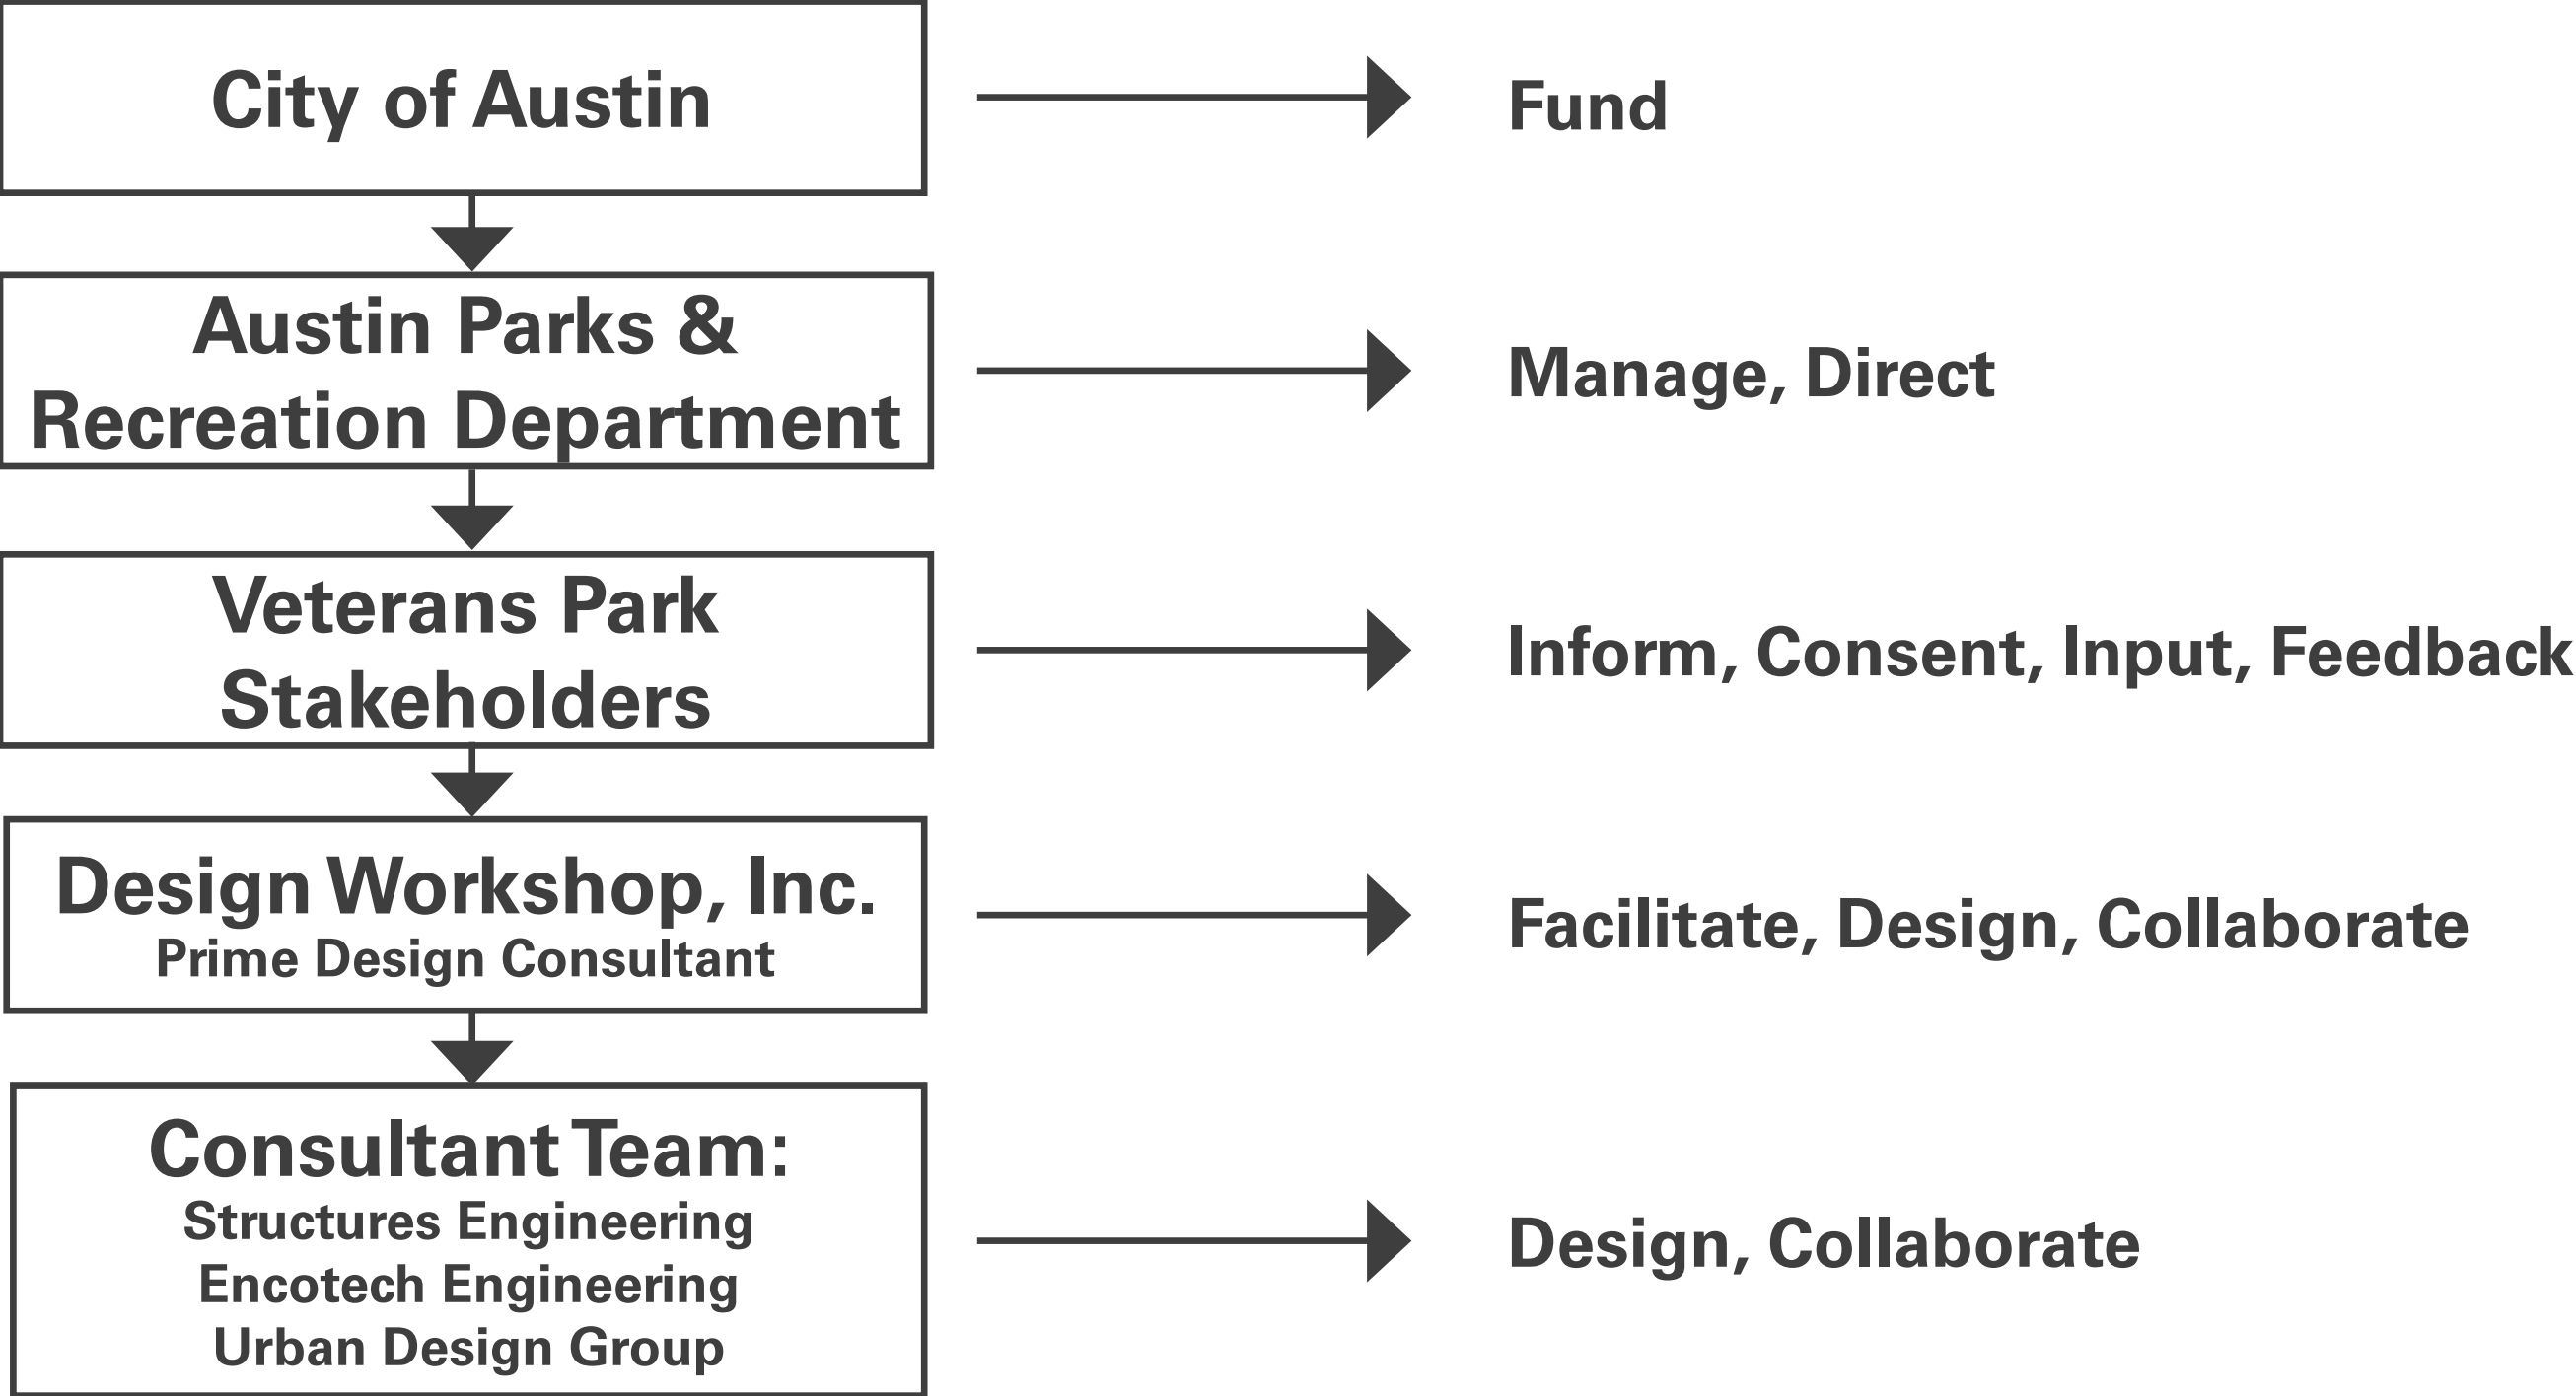 City of Austin
Fund
Austin Parks &
Recreation Department
Manage, Direct
Veterans Park
Stakeholders
Inform, Consent, Input, Feedback
Design Workshop, Inc.
Prime Design Consultant
Facilitate, Design, Collaborate
Consultant Team:
Structures Engineering
Encotech Engineering
Urban Design Group
Design, Collaborate